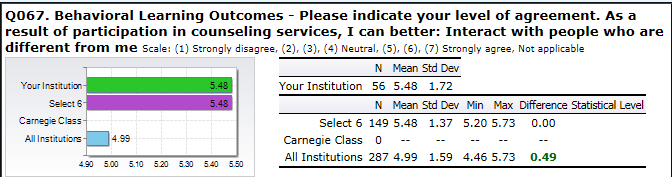 Q067. Behavioral Learning Outcomes - Please indicate your level of agreement. As a
result of participation in counseling services, I can better: Interact with people who are
different from me Scale: (1) Strongly disagree, (2), (3), (4) Neutral, (5), (6), (7) Strongly agree, Not applicable
Your Institution 5.48
Select 6 5.48
Carnegie Class
All Institutions 4.99
4.90 5.00 5.10 5.20 5.30 5.40 5.50
N Mean Std Dev
Your Institution 56 5.48 1.72
N Mean Std Dev Min Max Difference Statistical Level
Select 6 149 5.48 1.37 5.20 5.73 0.00
Carnegie Class 0 -- -- -- -- --
All Institutions 287 4.99 1.59 4.46 5.73 0.49